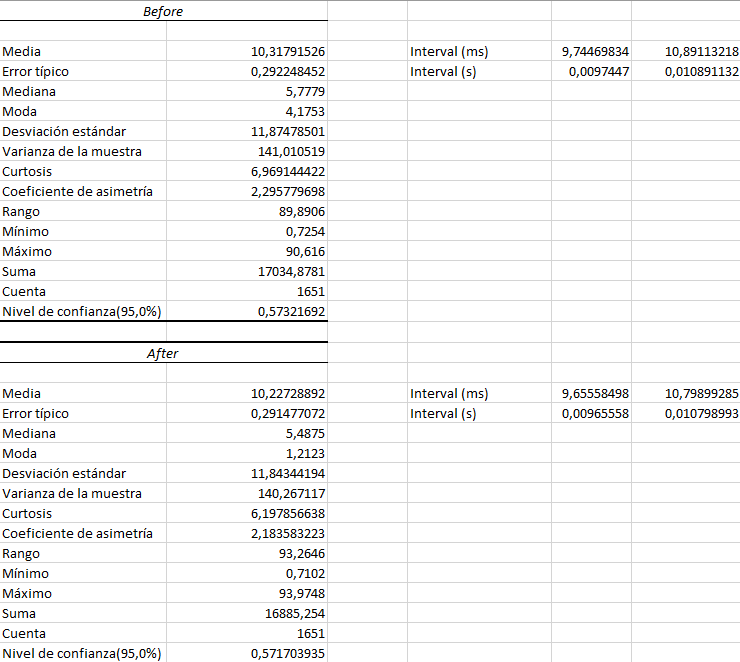 Before
Media 10,31791526 Interval (ms) 9,74469834 10,89113218
Error típico 0,292248452 Interval (s) 0,0097447 0,010891132
Mediana 5,7779
Moda 4,1753
Desviación estándar 11,87478501
Varianza de la muestra 141,010519
Curtosis 6,969144422
Coeficiente de asimetría 2,295779698
Rango 89,8906
Mínimo 0,7254
Máximo 90,616
Suma 17034,8781
Cuenta 1651
Nivel de confianza(95,0%) 0,57321692
After
Media 10,22728892 Interval (ms) 9,65558498 10,79899285
Error típico 0,291477072 Interval (s) 0,00965558 0,010798993
Mediana 5,4875
Moda 1,2123
Desviación estándar 11,84344194
Varianza de la muestra 140,267117
Curtosis 6,197856638
Coeficiente de asimetría 2,183583223
Rango 93,2646
Mínimo 0,7102
Máximo 93,9748
Suma 16885,254
Cuenta 1651
Nivel de confianza(95,0%) 0,571703935